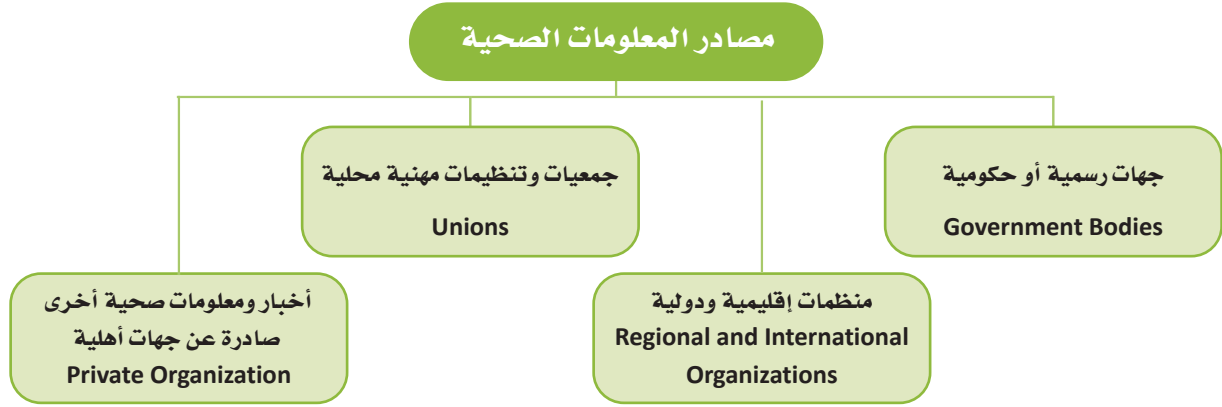 مصادر المعلومات الصحية
جهات رسمية أو حكومية
Government Bodies
جمعيات وتنظيمات مهنية محلية
Unions
منظمات إقليمية ودولية
Regional and International
Organizations
أخبار ومعلومات صحية أخرى
صادرة عن جهات أهلية
Private Organization